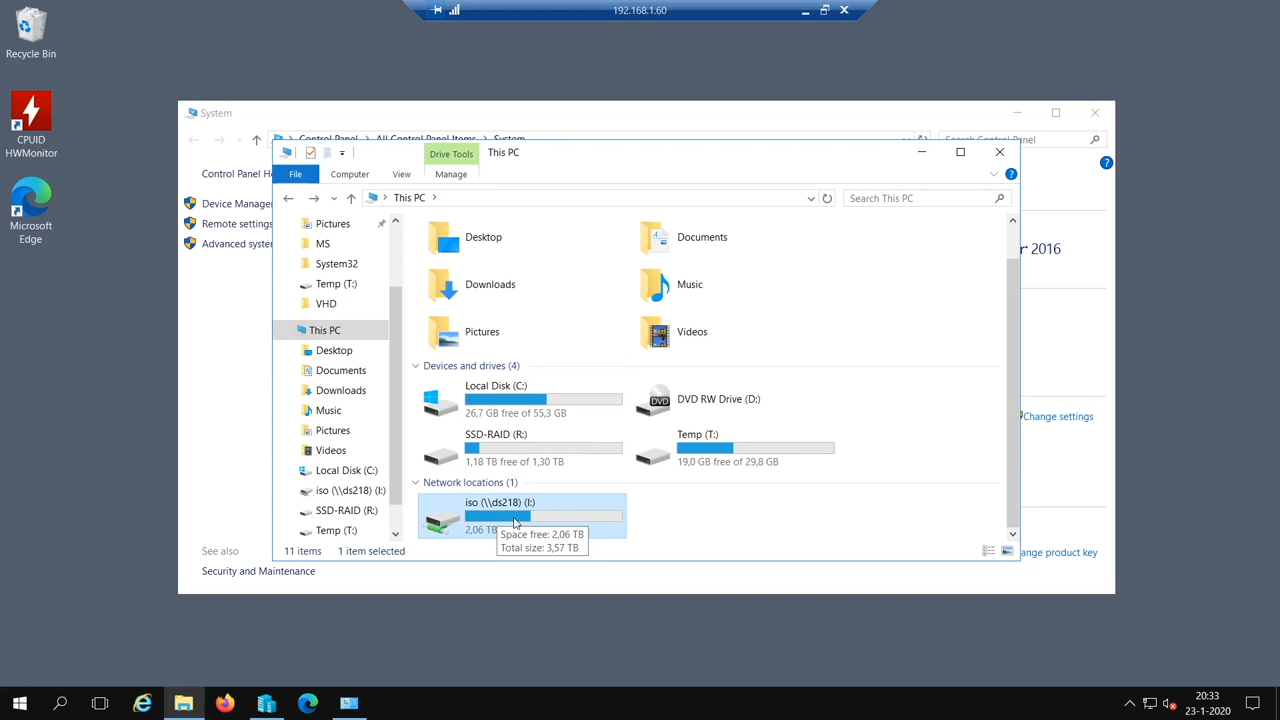 192.168.1.60
Recycle Bin
CPUID
HWMonitor
Microsoft
Edge
System
Control Panel
All Control Panel Items
System
Search Control Panel
Control Panel H
Device Manage
Remote settings
Advanced syste
r 2016
Change settings
ange product key
See also
Security and Maintenance
Drive Tools
This PC
File
Computer
View
Manage
This PC
Search This PC
Pictures
MS
System32
Temp (T:)
VHD
This PC
Desktop
Documents
Downloads
Music
Pictures
Videos
Local Disk (C:)
iso (\\ds218) (I:)
SSD-RAID (R:)
Temp (T:)
Desktop
Documents
Downloads
Music
Pictures
Videos
Devices and drives (4)
Local Disk (C:)
26,7 GB free of 55,3 GB
DVD
DVD RW Drive (D:)
SSD-RAID (R:)
1,18 TB free of 1,30 TB
Temp (T:)
19,0 GB free of 29,8 GB
Network locations (1)
iso (\\ds218) (I:)
2,06 TB
Space free: 2,06 TB
Total size: 3,57 TB
11 items
1 item selected
20:33
23-1-2020